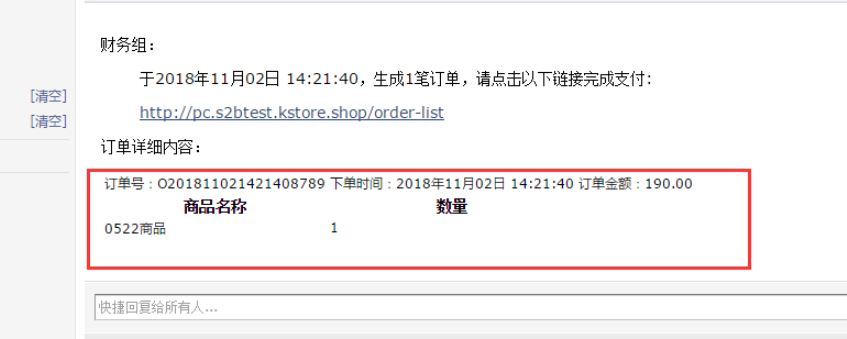 财务组：
于2018年11月02日 14:21:40，生成1笔订单，请点击以下链接完成支付：
[清空]
http://pc.s2btest.kstore.shop/order-list
[清空]
订单详细内容：
订单号：O201811021421408789 下单时间：2018年11月02日 14:21:40 订单金额：190.00
商品名称 数量
0522商品 1
快捷回复给所有人...